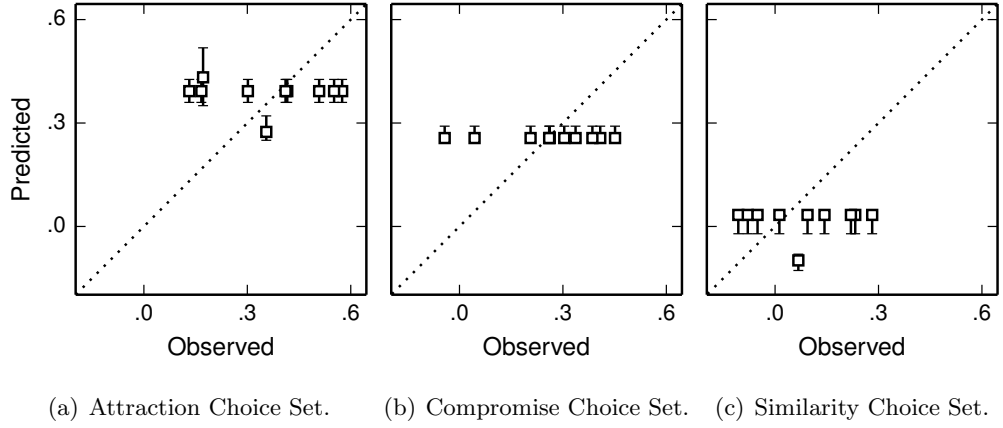 .6
.3
.0
Predicted
.0 .3 .6
.0 .3 .6
.0 .3 .6
Observed
Observed
Observed
(a) Attraction Choice Set.
(b) Compromise Choice Set.
(c) Similarity Choice Set.